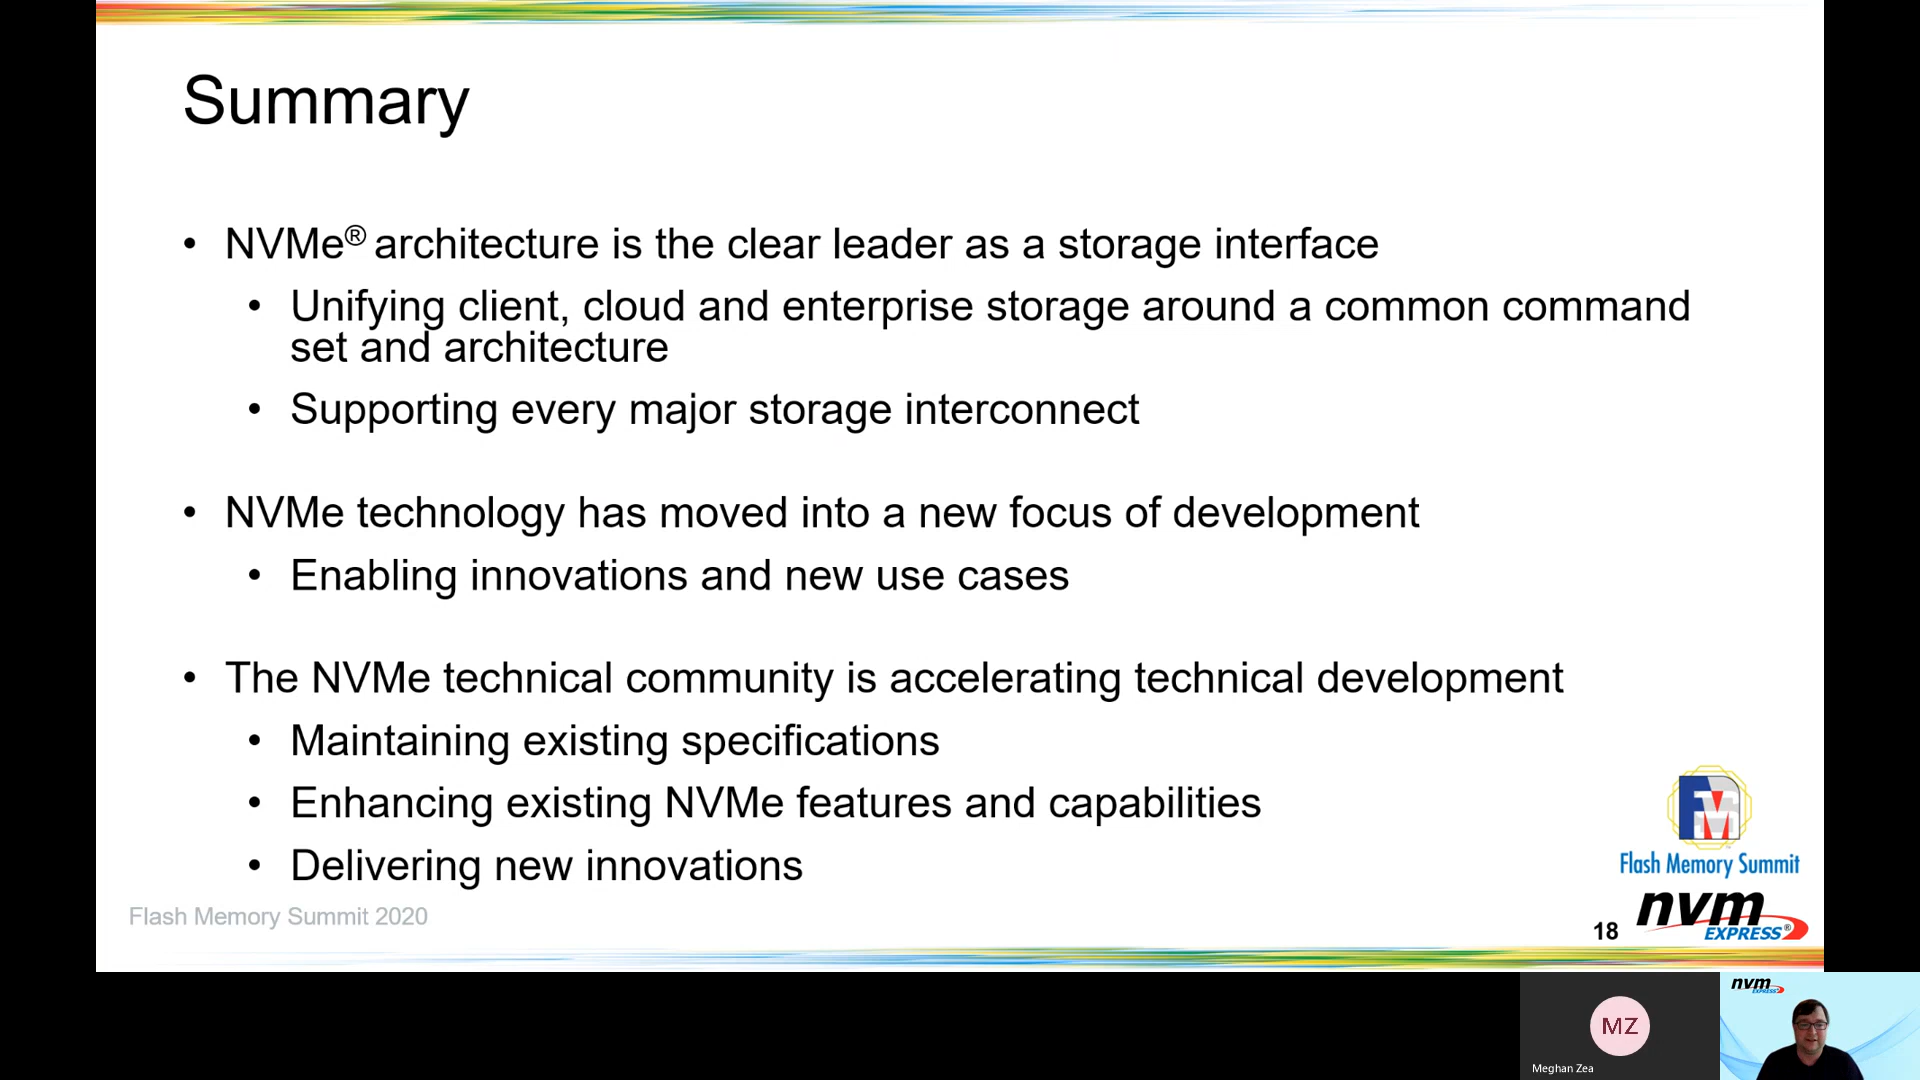 Summary
• NVMe® architecture is the clear leader as a storage interface
• Unifying client, cloud and enterprise storage around a common command
set and architecture
• Supporting every major storage interconnect
• NVMe technology has moved into a new focus of development
• Enabling innovations and new use cases
• The NVMe technical community is accelerating technical development
• Maintaining existing specifications
• Enhancing existing NVMe features and capabilities
• Delivering new innovations
Flash Memory Summit
Flash Memory Summit 2020
18
nvm
EXPRESS®
nvm
EXPRESS
MZ
Meghan Zea